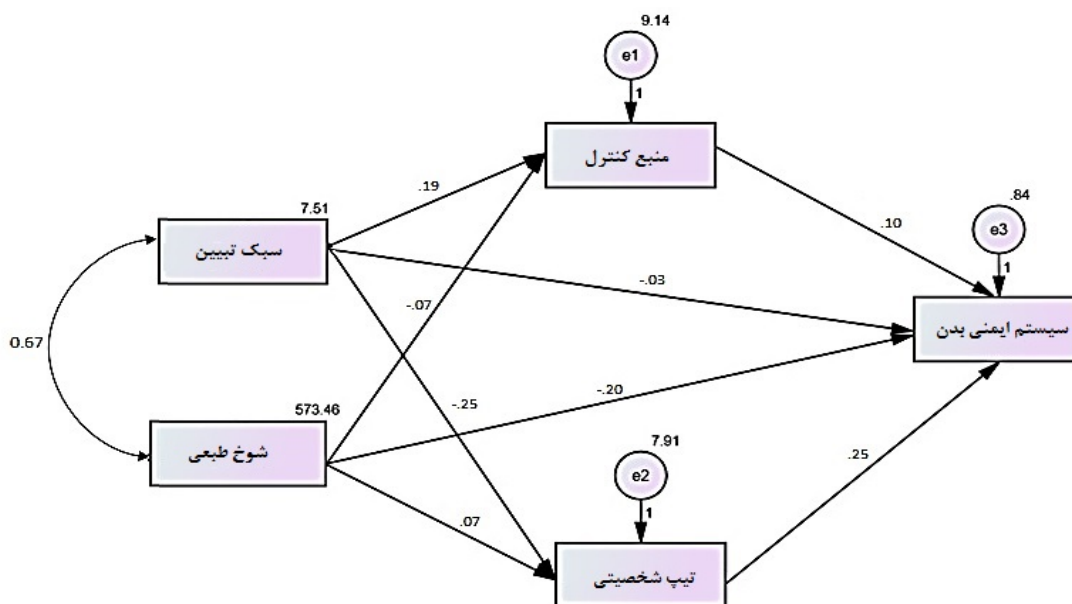 9.14
e1
1
منبع کنترل
.19
.84
7.51
.10
e3
سبک تبیین
1
-.03
-.07
سیستم ایمنی بدن
0.67
-.20
-.25
573.46
7.91
شوخ طبعی
.25
e2
1
.07
تیپ شخصیتی